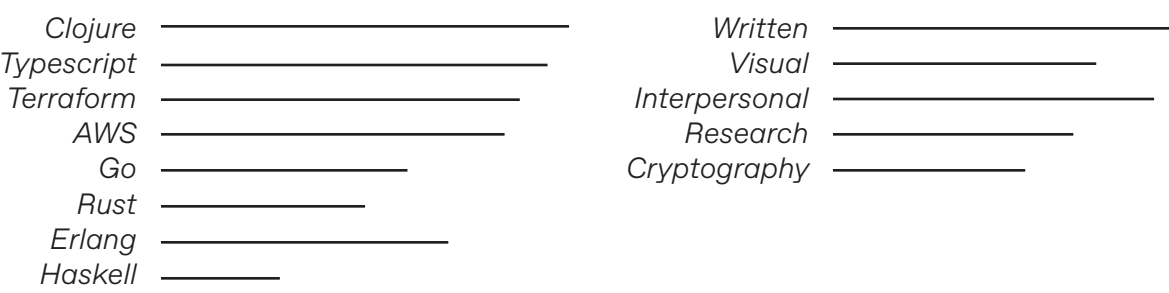 Clojure
Typescript
Terraform
AWS
Go
Rust
Erlang
Haskell
Written
Visual
Interpersonal
Research
Cryptography